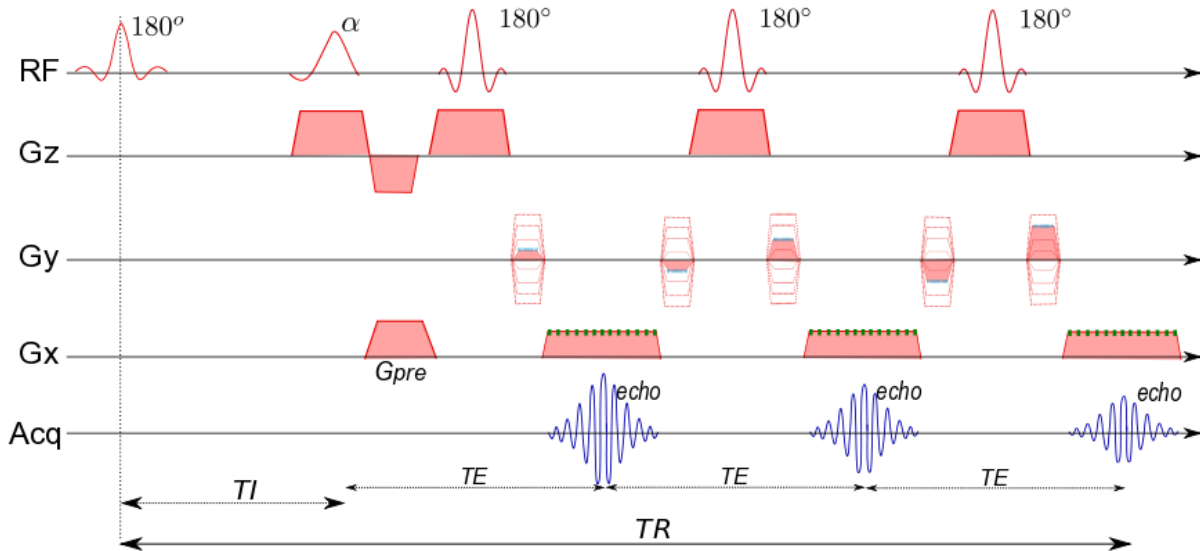 180° α 180° 180° 180°
RF
Gz
Gy
Gx
Gpre
echo echo echo
Acq
TE TE TE
TI
TR